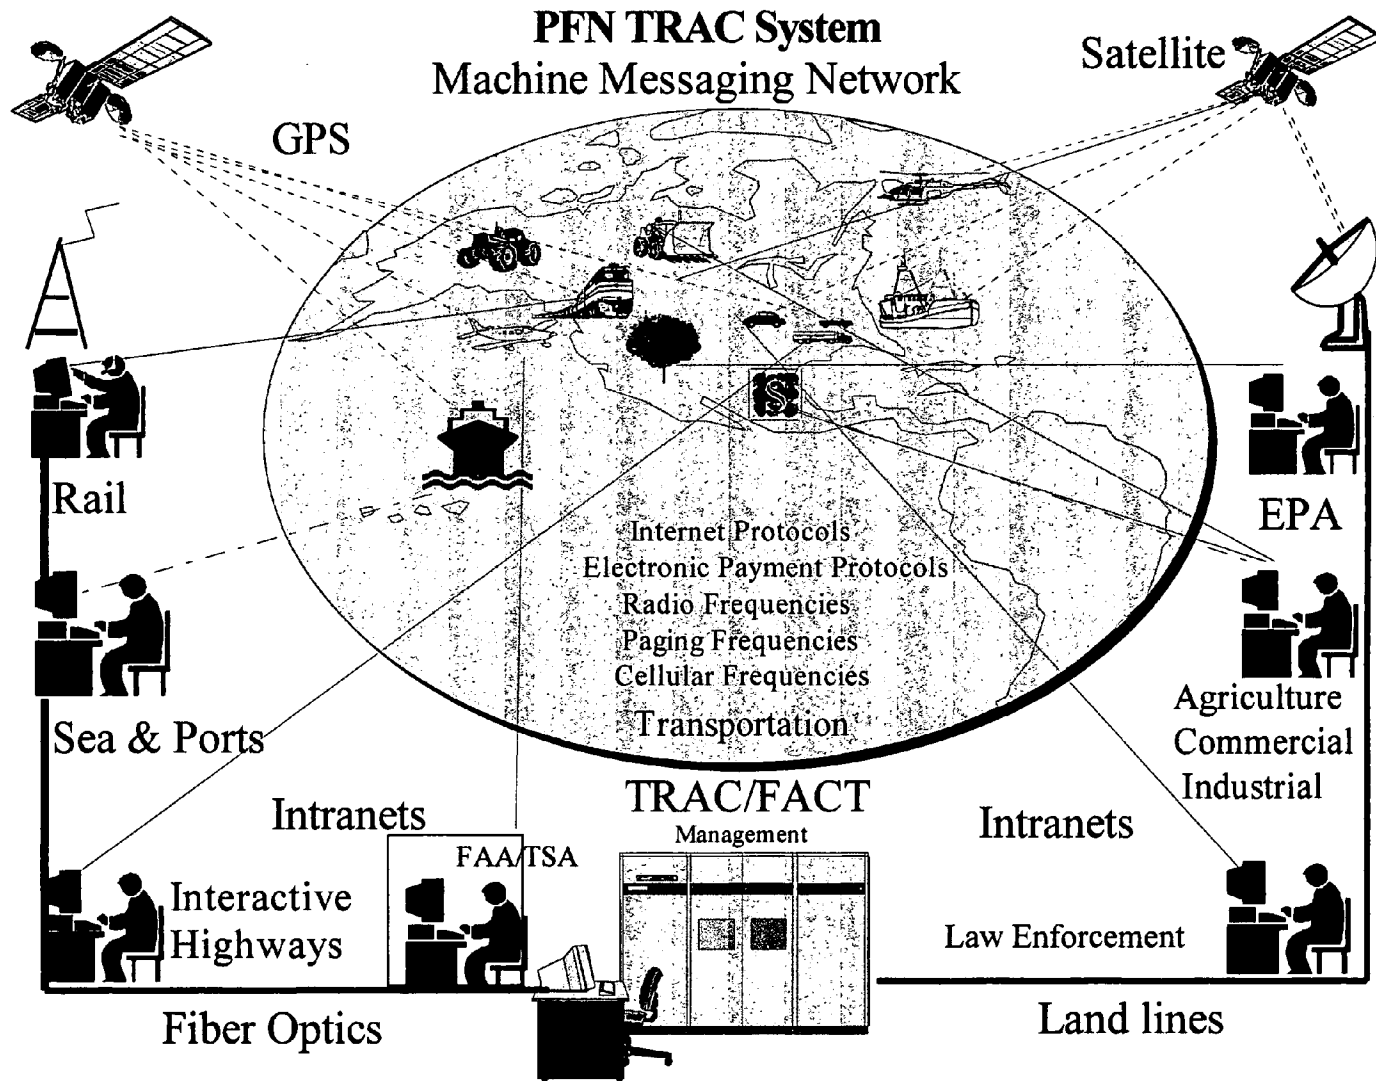 PFN TRAC System
Machine Messaging Network
Satellite
GPS
$
Rail
EPA
Internet Protocols
Electronic Payment Protocols
Radio Frequencies
Paging Frequencies
Cellular Frequencies
Transportation
Sea & Ports
Agriculture
Commercial
Industrial
TRAC/FACT
Management
Intranets
Intranets
FAA/TSA
Interactive
Highways
Law Enforcement
Fiber Optics
Land lines